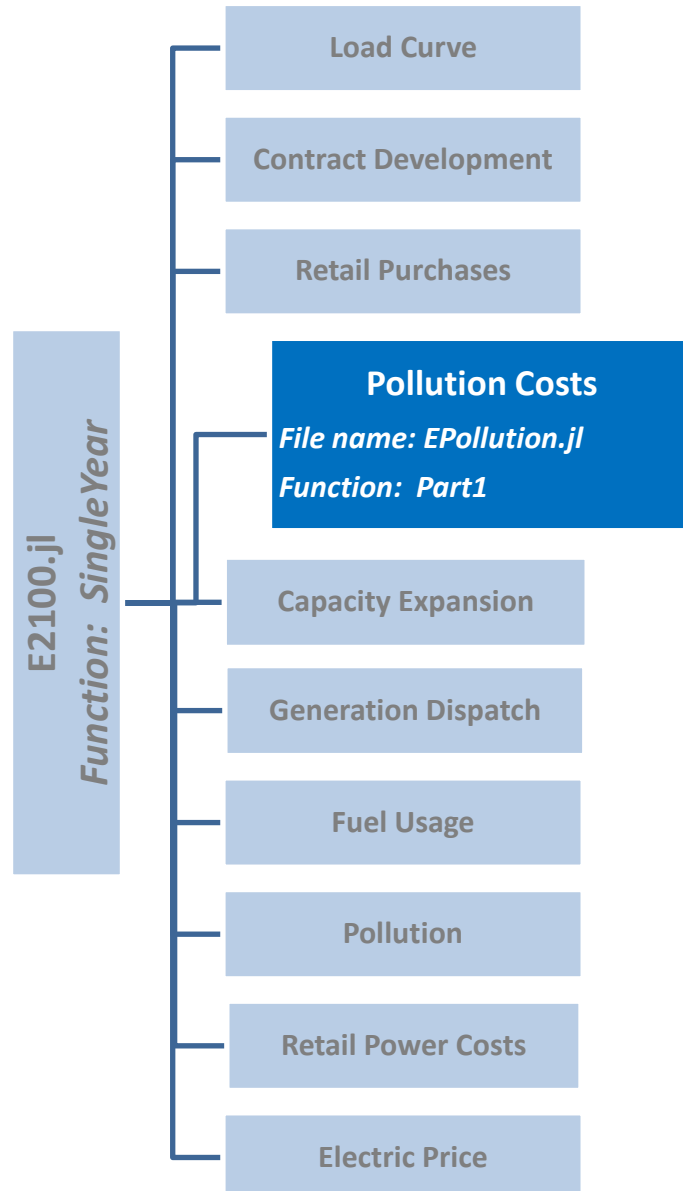 Load Curve
Contract Development
Retail Purchases
E2100.jl
Function: SingleYear
Pollution Costs
File name: EPollution.jl
Function: Part1
Capacity Expansion
Generation Dispatch
Fuel Usage
Pollution
Retail Power Costs
Electric Price